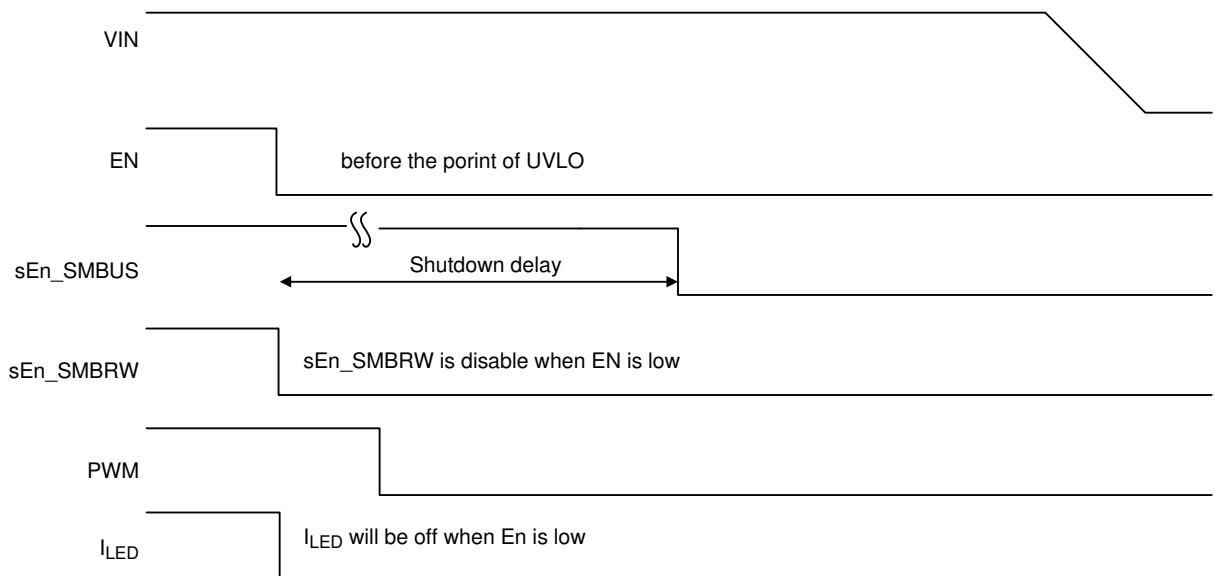 VIN
EN
before the porint of UVLO
sEn_SMBUS
Shutdown delay
sEn_SMBRW
sEn_SMBRW is disable when EN is low
PWM
ILED
ILED will be off when En is low